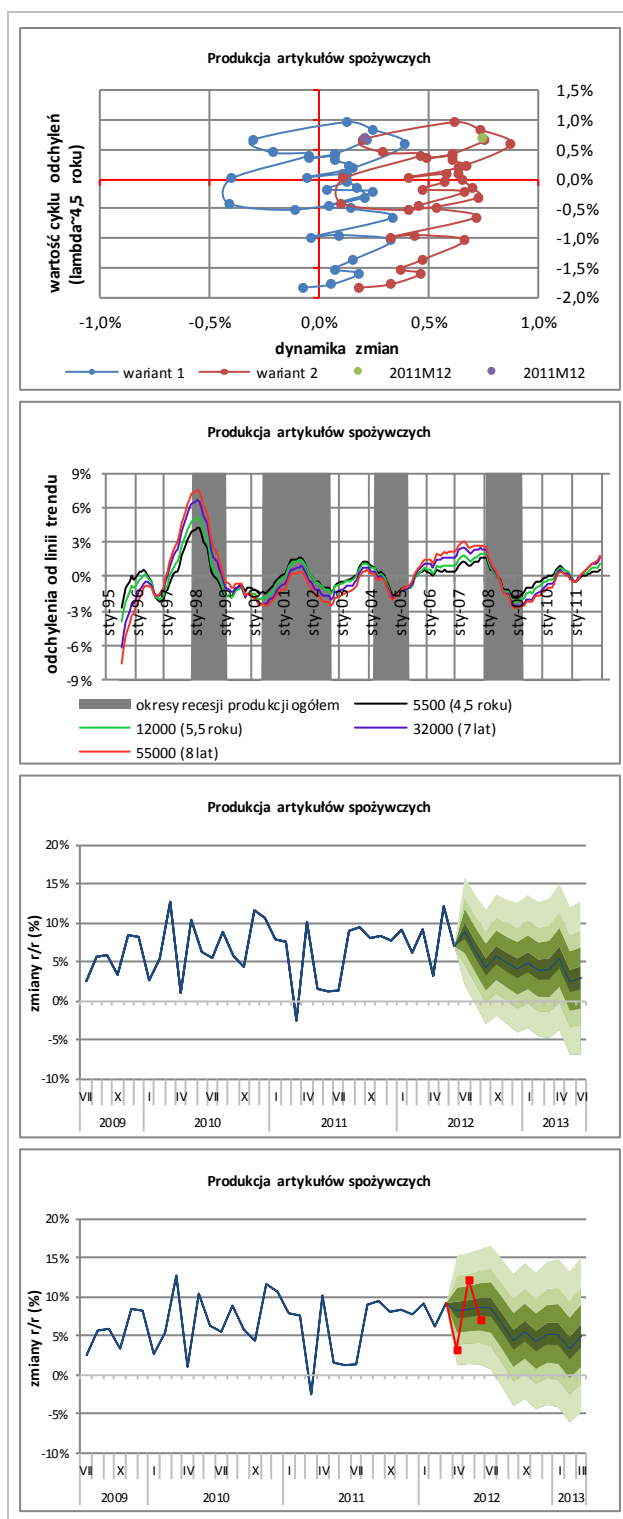 Produkcja artykułów spożywczych
1,5%
1,0%
0,5%
0,0%
-0,5%
-1,0%
-1,5%
-2,0%
wartość cyklu odchyleń
(lambda~4,5 roku)
-1,0% -0,5% 0,0% 0,5% 1,0%
dynamika zmian
wariant 1 wariant 2 2011M12 2011M12
Produkcja artykułów spożywczych
odchylenia od linii trendu
9%
6%
3%
0%
-3%
-6%
-9%
sty-95 sty-96 sty-97 sty-98 sty-99 sty-00 sty-01 sty-02 sty-03 sty-04 sty-05 sty-06 sty-07 sty-08 sty-09 sty-10 sty-11
okresy recesji produkcji ogółem 5500 (4,5 roku)
12000 (5,5 roku) 32000 (7 lat)
55000 (8 lat)
Produkcja artykułów spożywczych
zmiany r/r (%)
20%
15%
10%
5%
0%
-5%
-10%
VII X I IV VII X I IV VII X I IV VII X I IV VI
2009 2010 2011 2012 2013
Produkcja artykułów spożywczych
zmiany r/r (%)
20%
15%
10%
5%
0%
-5%
-10%
VII X I IV VII X I IV VII X I IV VII X I III
2009 2010 2011 2012 2013